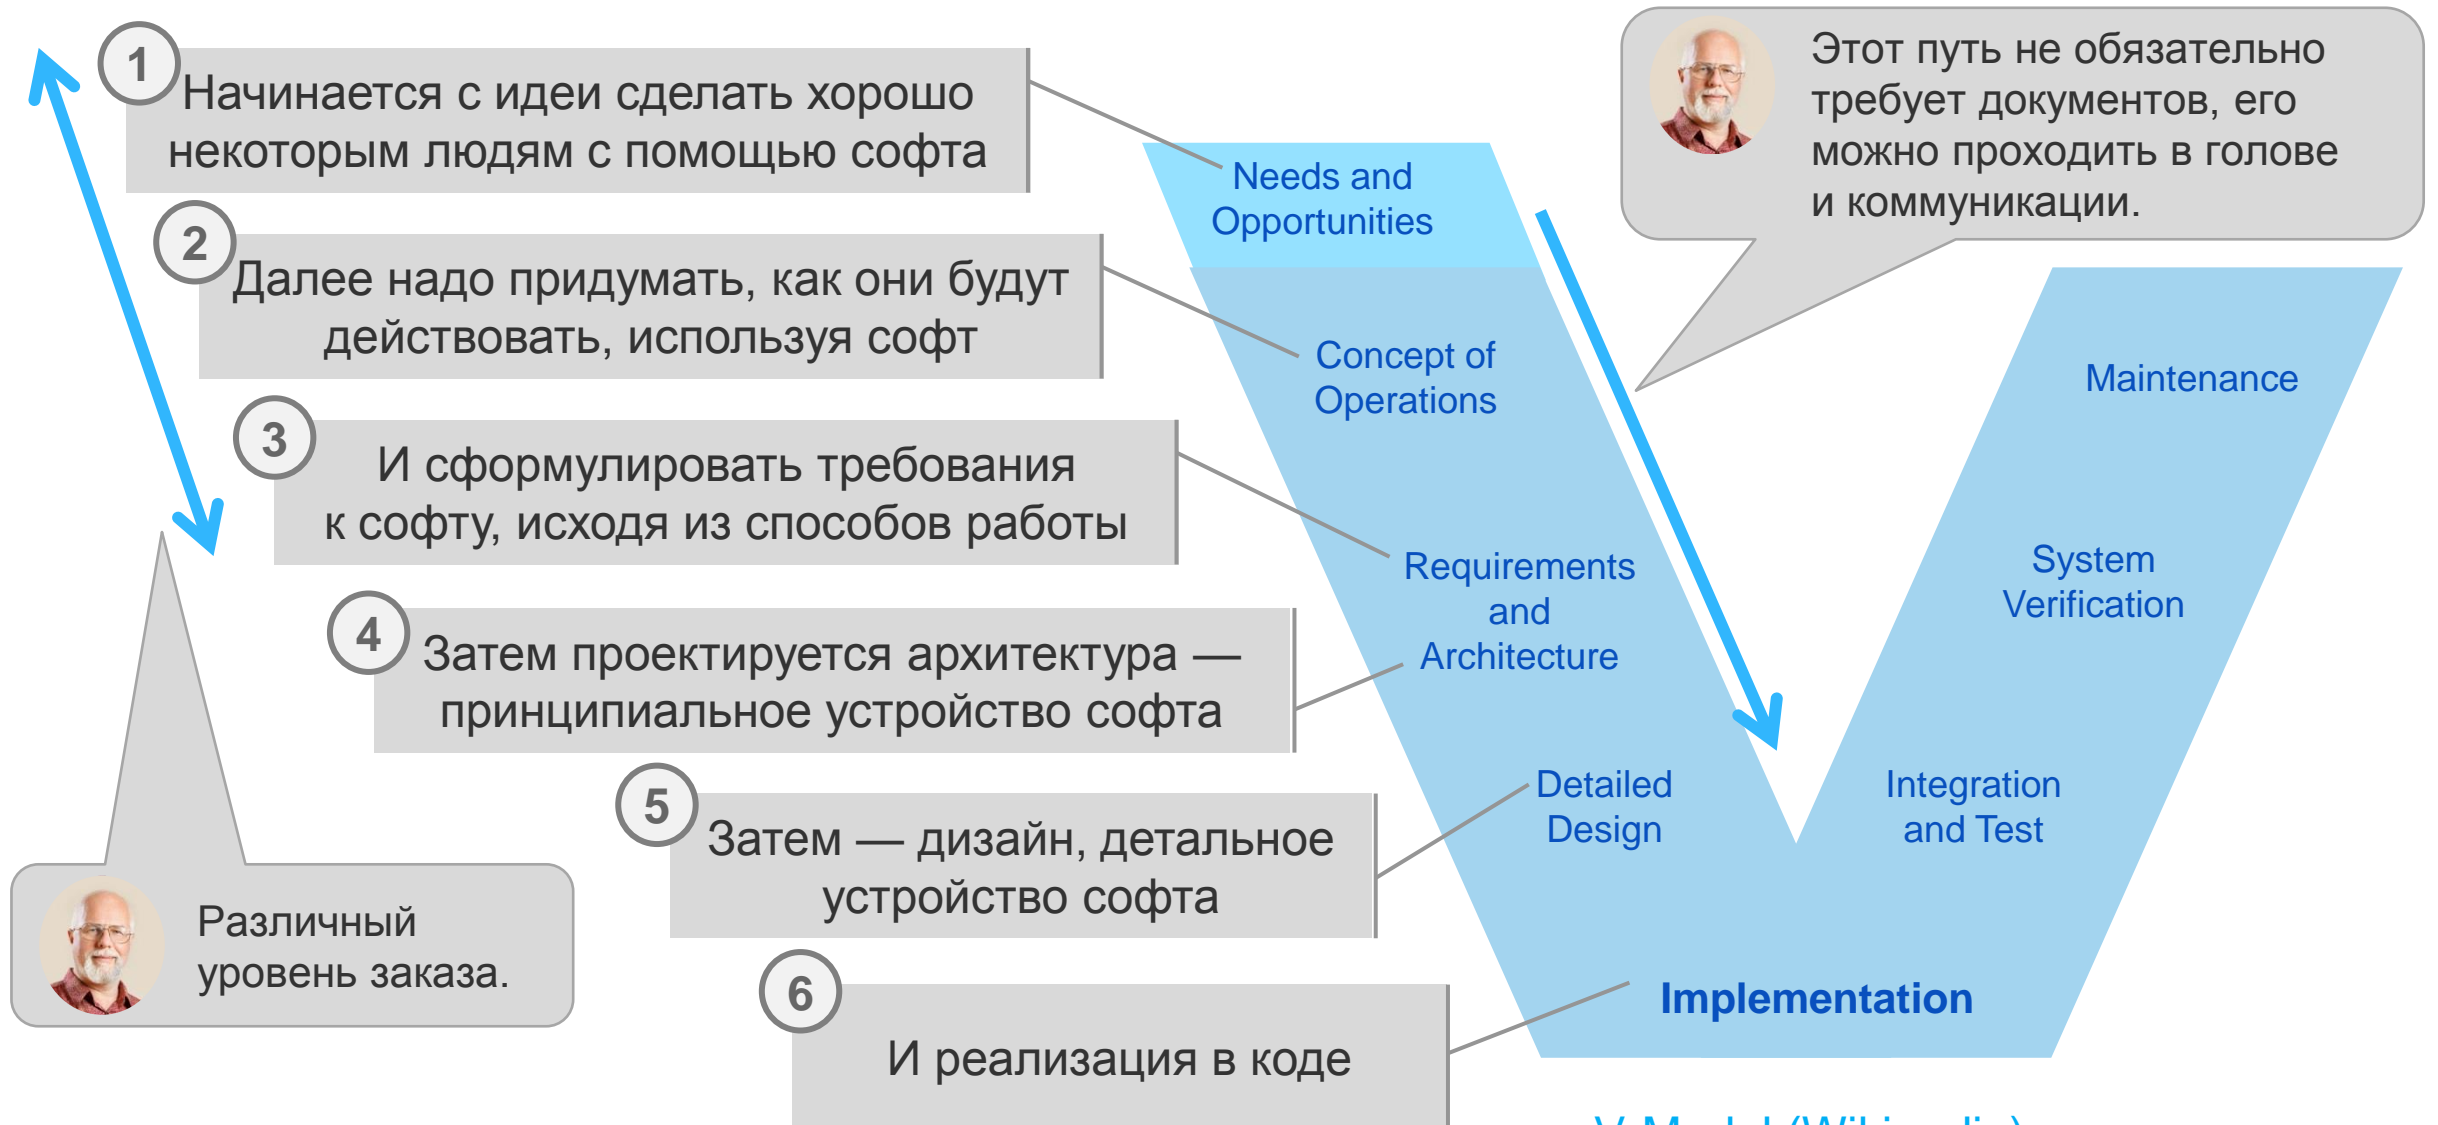 1
Начинается с идеи сделать хорошо
некоторым людям с помощью софта
2
Далее надо придумать, как они будут
действовать, используя софт
3
И сформулировать требования
к софту, исходя из способов работы
4
Затем проектируется архитектура —
принципиальное устройство софта
5
Затем — дизайн, детальное
устройство софта
6
И реализация в коде
Различный
уровень заказа.
Needs and
Opportunities
Concept of
Operations
Requirements
and
Architecture
Detailed
Design
Implementation
Integration
and Test
System
Verification
Maintenance
Этот путь не обязательно
требует документов, его
можно проходить в голове
и коммуникации.